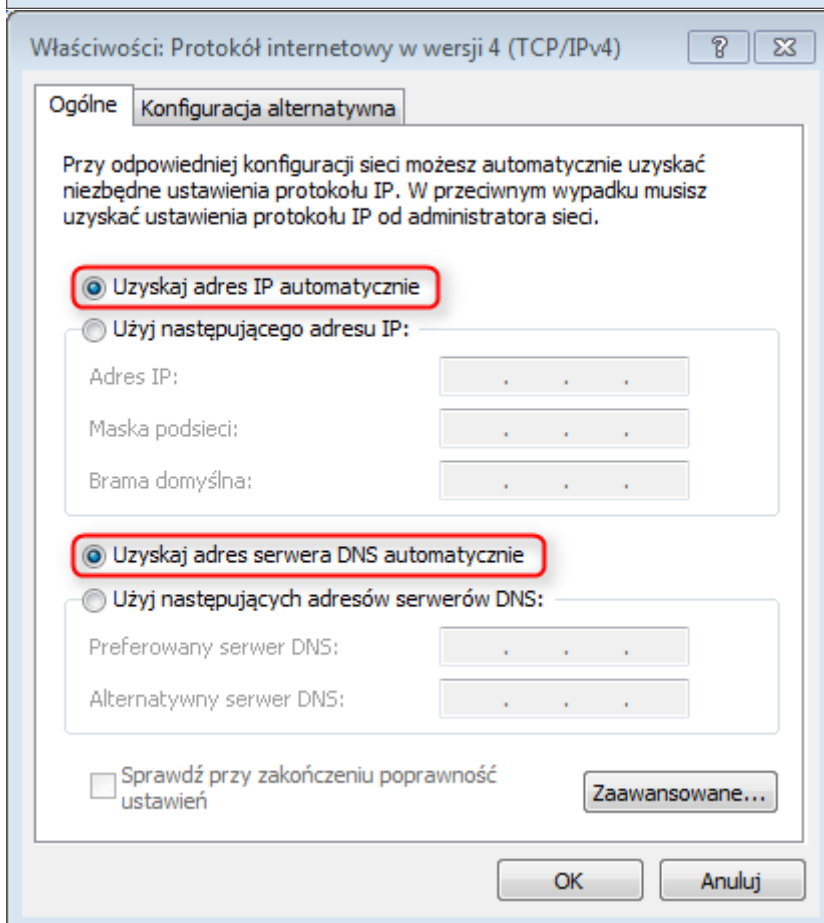 Właściwości: Protokół internetowy w wersji 4 (TCP/IPv4)
Ogólne
Konfiguracja alternatywna
Przy odpowiedniej konfiguracji sieci możesz automatycznie uzyskać
niezbędne ustawienia protokołu IP. W przeciwnym wypadku musisz
uzyskać ustawienia protokołu IP od administratora sieci.
Uzyskaj adres IP automatycznie
Użyj następującego adresu IP:
Adres IP:
Maska podsieci:
Brama domyślna:
Uzyskaj adres serwera DNS automatycznie
Użyj następujących adresów serwerów DNS:
Preferowany serwer DNS:
Alternatywny serwer DNS:
Sprawdź przy zakończeniu poprawność
ustawień
Zaawansowane...
OK
Anuluj